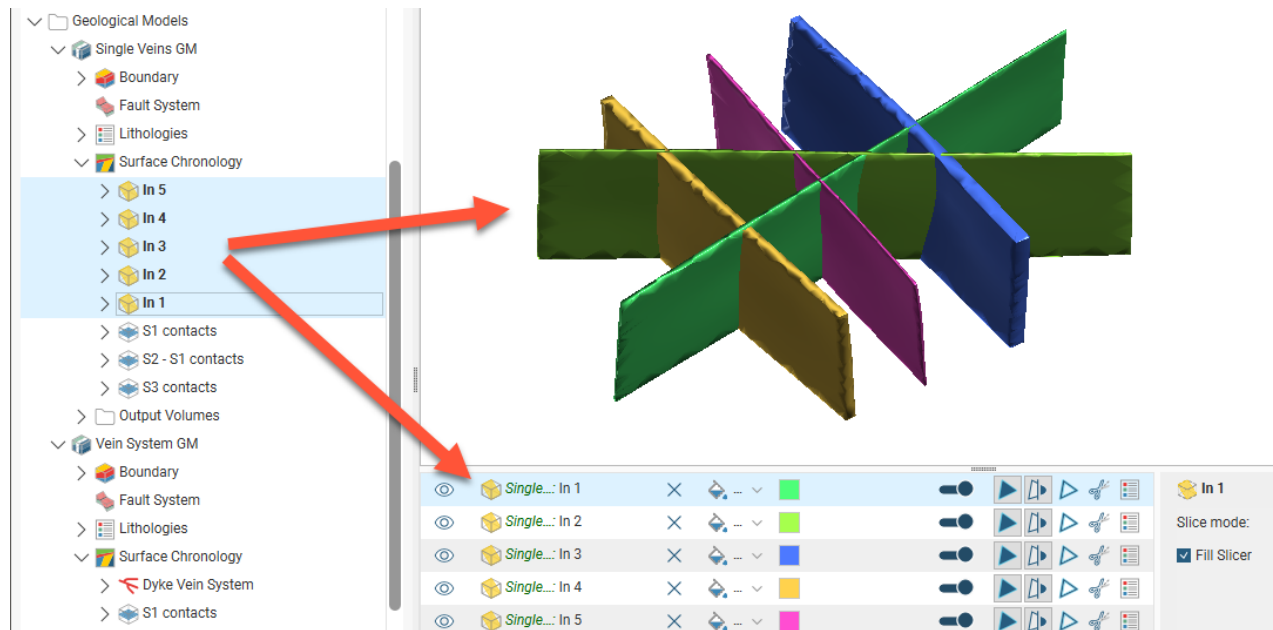 Geological Models
Single Veins GM
Boundary
Fault System
Lithologies
Surface Chronology
In 5
In 4
In 3
In 2
In 1
S1 contacts
S2 - S1 contacts
S3 contacts
Output Volumes
Vein System GM
Boundary
Fault System
Lithologies
Surface Chronology
Dyke Vein System
S1 contacts
Single...: In 1 ...
Single...: In 2 ...
Single...: In 3 ...
Single...: In 4 ...
Single...: In 5 ...
In 1
Slice mode:
Fill Slicer